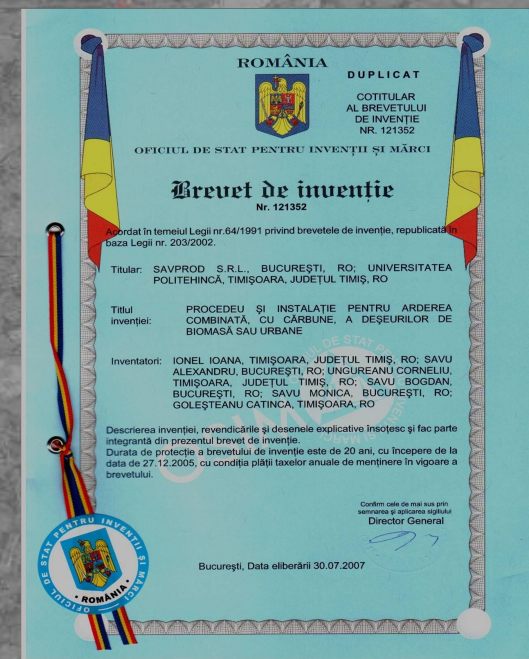 ROMÂNIA
DUPLICAT
COTITULAR
AL BREVETULUI
DE INVENȚIE
NR. 121352
OFICIUL DE STAT PENTRU INVENȚII ȘI MĂRCI
Brevet de invenție
Nr. 121352
Acordat în temeiul Legii nr.64/1991 privind brevetele de invenție, republicată în
baza Legii nr. 203/2002.
Titular: SAVPROD S.R.L., BUCUREȘTI, RO; UNIVERSITATEA
POLITEHINCĂ, TIMIȘOARA, JUDEȚUL TIMIȘ, RO
Titlul invenției: PROCEDEU ȘI INSTALAȚIE PENTRU ARDEREA
COMBINATĂ, CU CĂRBUNE, A DEȘEURILOR DE
BIOMASĂ SAU URBANE
Inventatori: IONEL IOANA, TIMIȘOARA, JUDEȚUL TIMIȘ, RO; SAVU
ALEXANDRU, BUCUREȘTI, RO; UNGUREANU CORNELIU,
TIMIȘOARA, JUDEȚUL TIMIȘ, RO; SAVU BOGDAN,
BUCUREȘTI, RO; SAVU MONICA, BUCUREȘTI, RO;
GOLEȘTEANU CATINCA, TIMIȘOARA, RO
Descrierea invenției, revendicările și desenele explicative însoțesc și fac parte
integrantă din prezentul brevet de invenție.
Durata de protecție a brevetului de invenție este de 20 ani, cu începere de la
data de 27.12.2005, cu condiția plății taxelor anuale de menținere în vigoare a
brevetului.
Confirm cele de mai sus prin
semnarea și aplicarea sigiliului
Director General
București, Data eliberării 30.07.2007
OFICIUL DE STAT PENTRU INVENȚII ȘI MĂRCI
ROMÂNIA